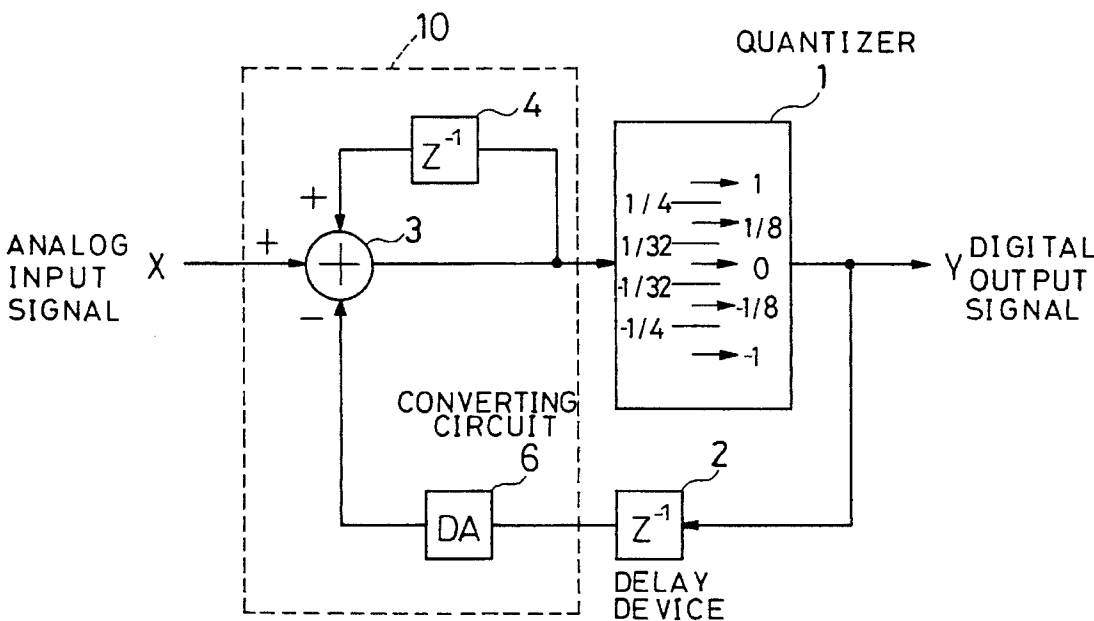 10
QUANTIZER
1
4
Z⁻¹
+
3
+
ANALOG
INPUT
SIGNAL
X
+
−
1/4
1/32
-1/32
-1/4
1
1/8
0
-1/8
-1
Y
DIGITAL
OUTPUT
SIGNAL
CONVERTING
CIRCUIT
6
DA
2
Z⁻¹
DELAY
DEVICE